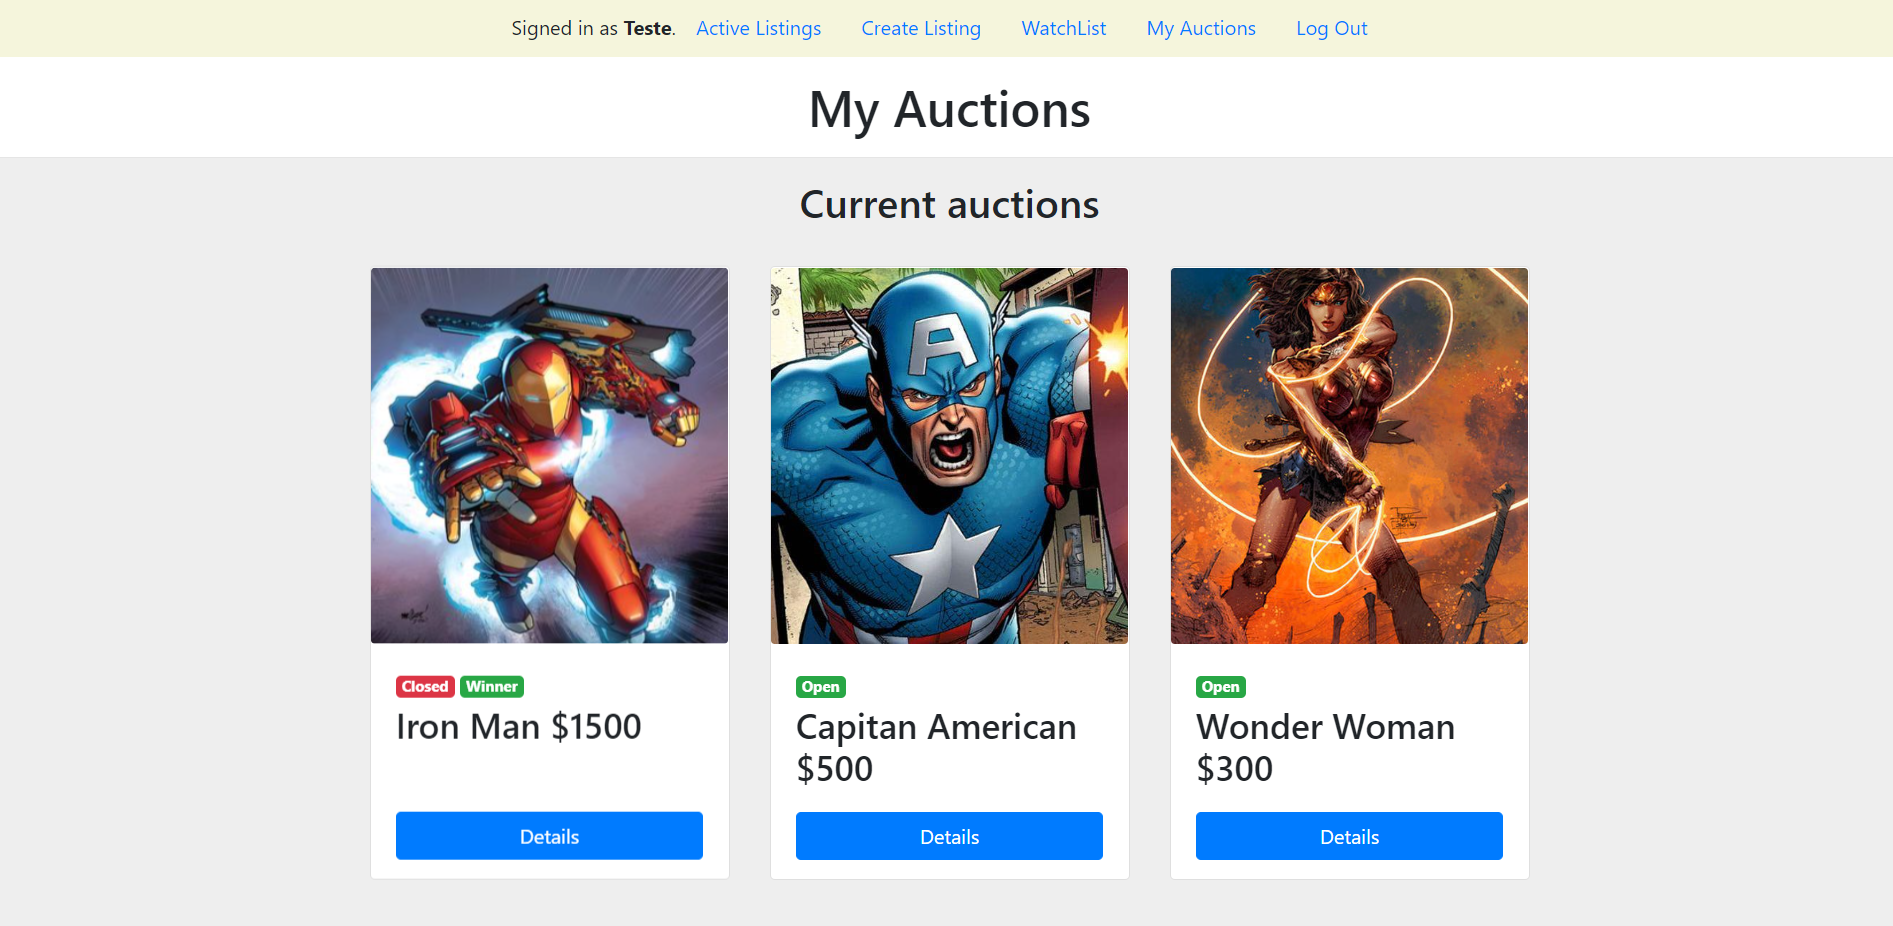 Signed in as Teste. Active Listings Create Listing WatchList My Auctions Log Out
My Auctions
Current auctions
A
Closed Winner
Iron Man $1500
Details
Open
Capitan American
$500
Details
Open
Wonder Woman
$300
Details